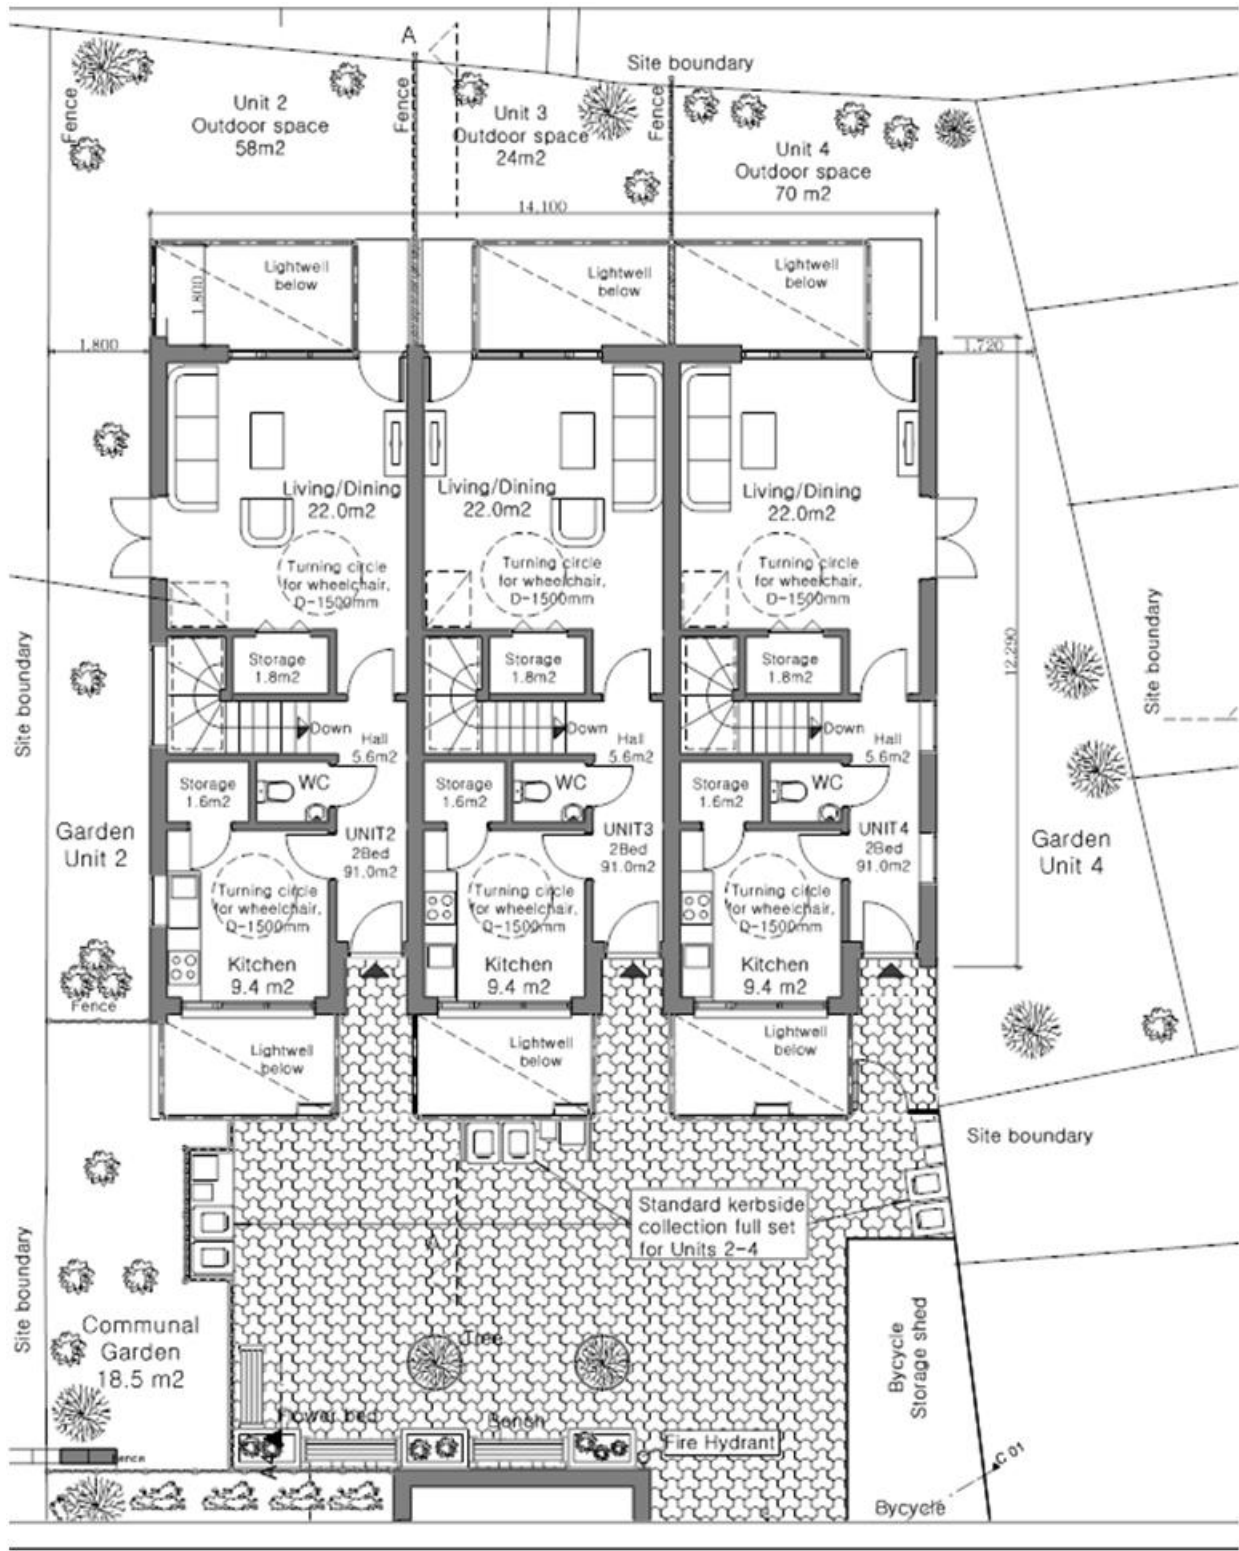 A
Site boundary
Fence
Unit 2
Outdoor space
58m2
Fence
Unit 3
Outdoor space
24m2
Fence
Unit 4
Outdoor space
70 m2
14,100
Lightwell
below
Lightwell
below
Lightwell
below
1,800
1,800
1,720
Living/Dining
22.0m2
Living/Dining
22.0m2
Living/Dining
22.0m2
Turning circle
for wheelchair,
D-1500mm
Turning circle
for wheelchair,
D-1500mm
Turning circle
for wheelchair,
D-1500mm
12,290
Site boundary
Site boundary
Storage
1.8m2
Storage
1.8m2
Storage
1.8m2
Down
Down
Down
Hall
5.6m2
Hall
5.6m2
Hall
5.6m2
Storage
1.6m2
WC
Storage
1.6m2
WC
Storage
1.6m2
WC
Garden
Unit 2
UNIT2
2Bed
91.0m2
UNIT3
2Bed
91.0m2
UNIT4
2Bed
91.0m2
Garden
Unit 4
Turning circle
for wheelchair,
D-1500mm
Turning circle
for wheelchair,
D-1500mm
Turning circle
for wheelchair,
D-1500mm
Kitchen
9.4 m2
Kitchen
9.4 m2
Kitchen
9.4 m2
Fence
Lightwell
below
Lightwell
below
Lightwell
below
Site boundary
Standard kerbside
collection full set
for Units 2-4
Site boundary
Communal
Garden
18.5 m2
Tree
Bycycle
Storage shed
Flower bed
Bench
Fire Hydrant
Fence
A
C 01
Bycycle